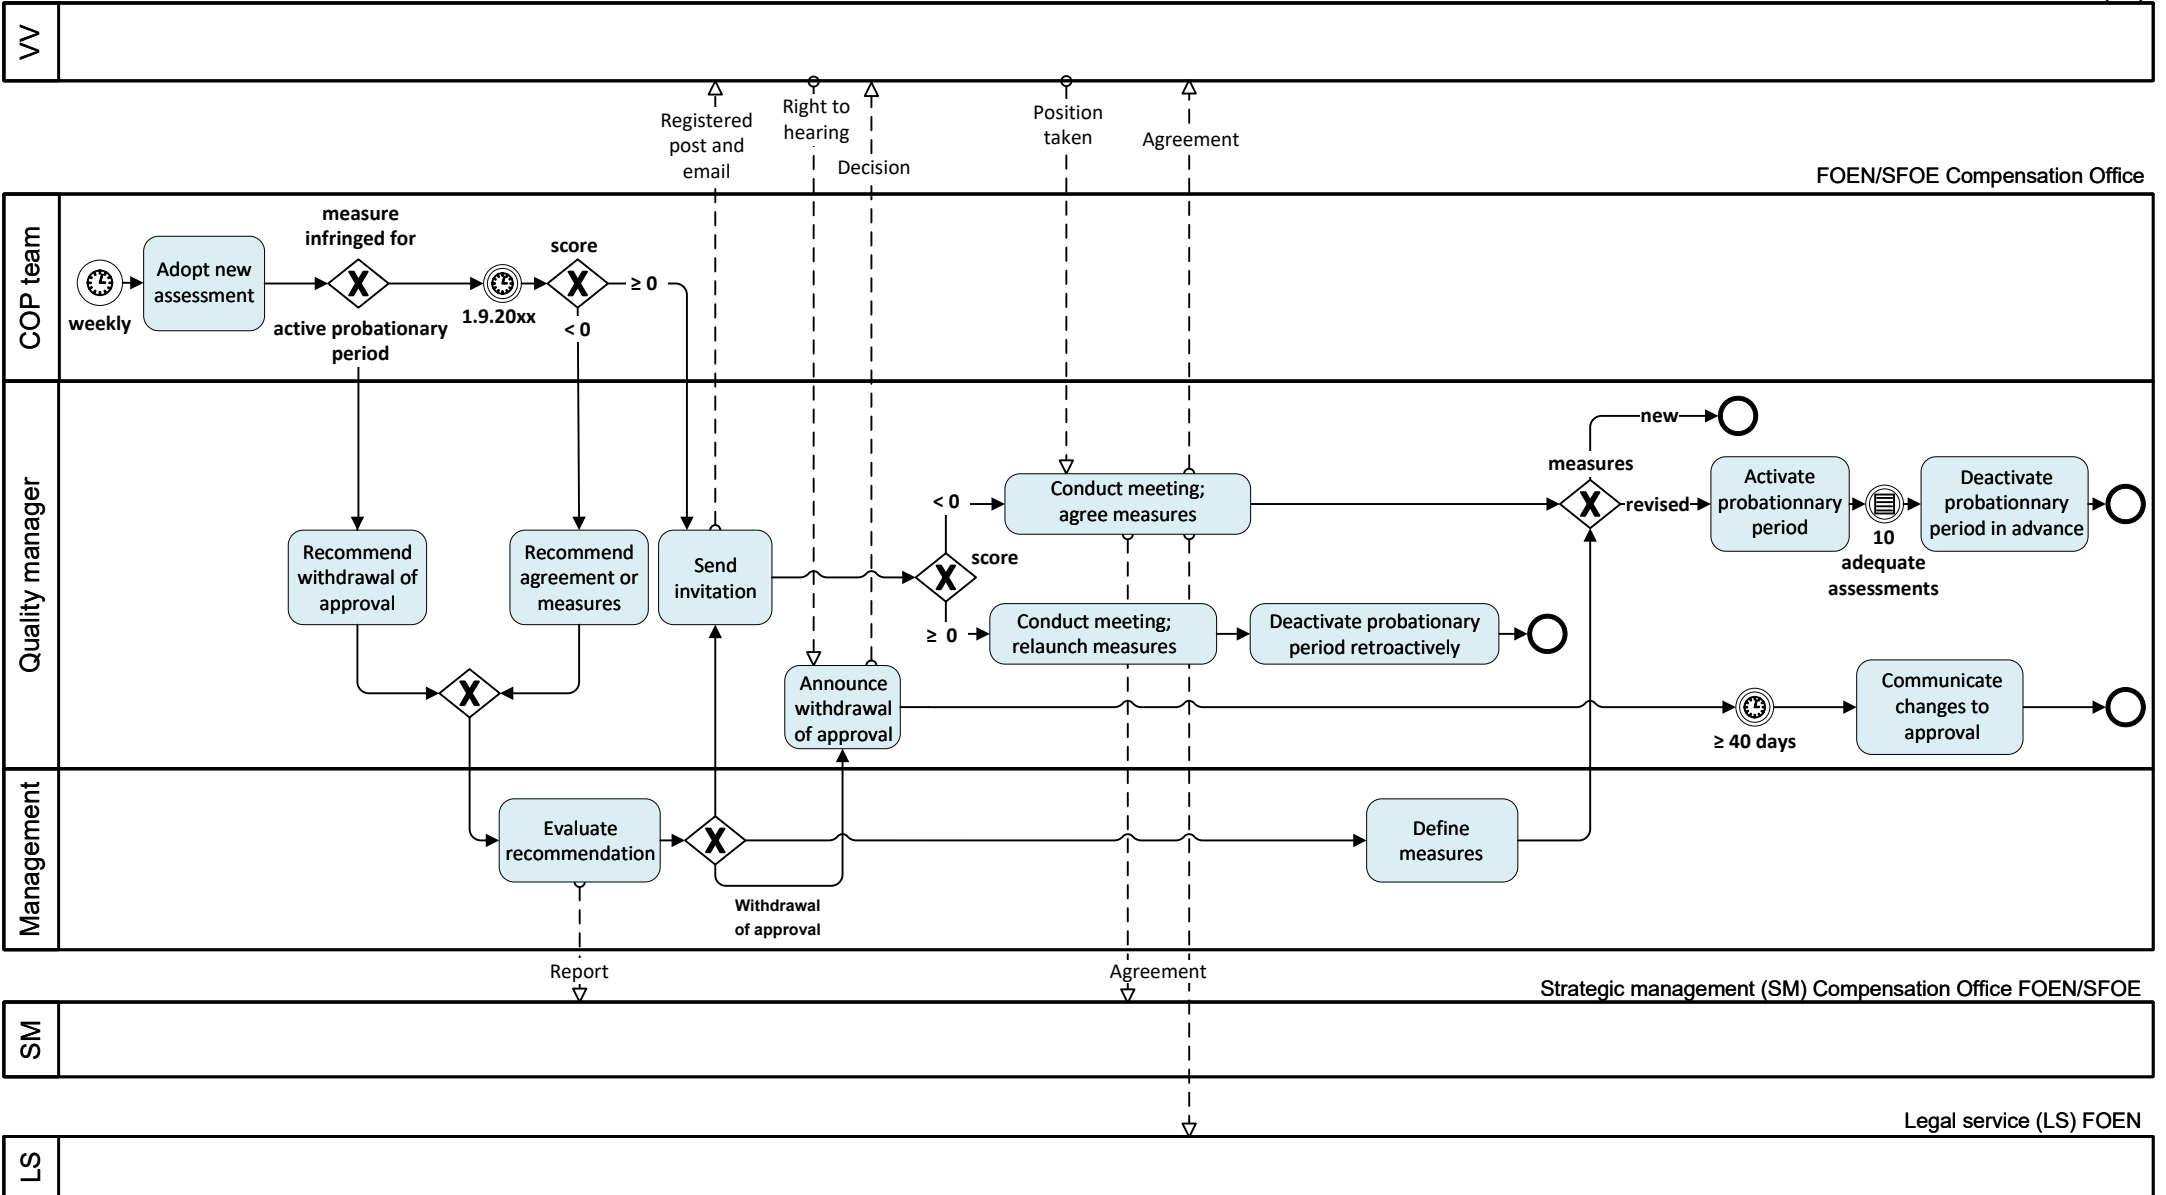 VV
Registered
post and
email
Right to
hearing
Decision
Position
taken
Agreement
FOEN/SFOE Compensation Office
COP team
weekly
Adopt new
assessment
measure
infringed for
active probationary
period
1.9.20xx
score
≥ 0
< 0
Quality manager
Recommend
withdrawal of
approval
Recommend
agreement or
measures
Send
invitation
Announce
withdrawal
of approval
< 0
score
≥ 0
Conduct meeting;
agree measures
Conduct meeting;
relaunch measures
Deactivate probationary
period retroactively
measures
new
revised
Activate
probationnary
period
10
adequate
assessments
Deactivate
probationnary
period in advance
≥ 40 days
Communicate
changes to
approval
Management
Evaluate
recommendation
Withdrawal
of approval
Define
measures
Report
Agreement
Strategic management (SM) Compensation Office FOEN/SFOE
SM
Legal service (LS) FOEN
LS